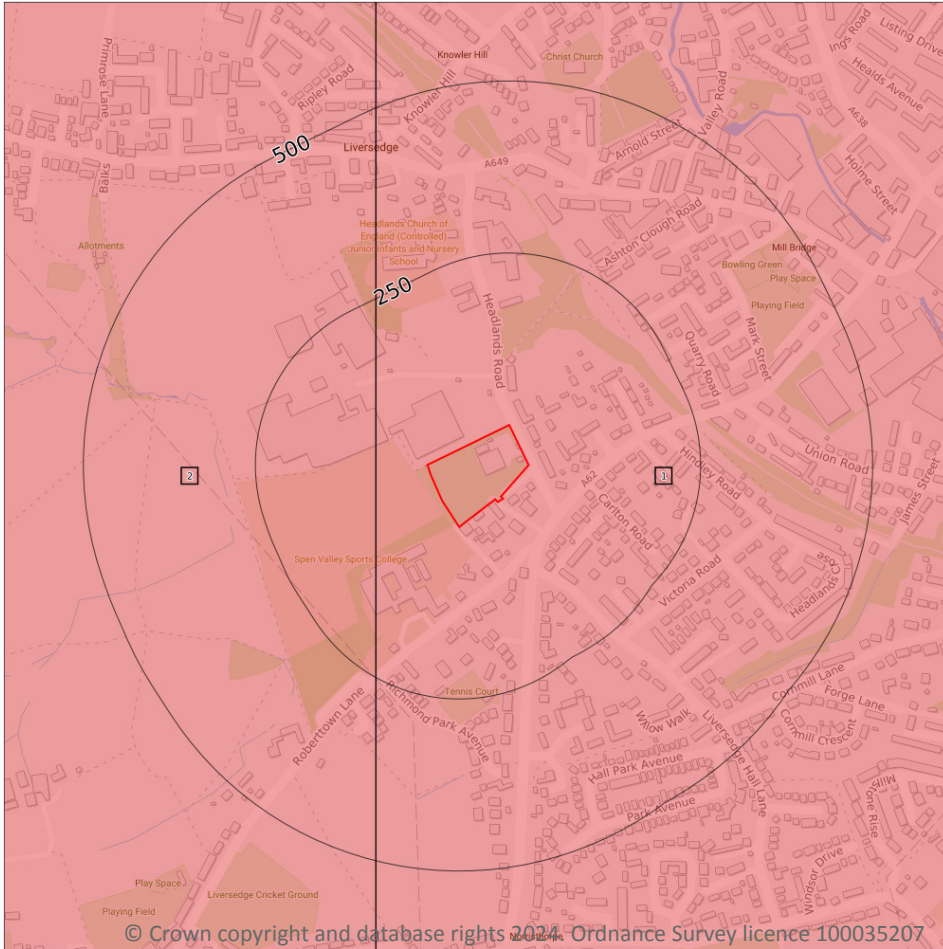 Knowler Hill
Christ Church
Ings Road
Listing Drive
Healds Avenue
A638
Primrose Lane
Ripley Road
Knowler Hill
Valley Road
Arnold Street
Holme Street
500
Liversedge
A649
Balks
Allotments
Headlands Church of
England (Controlled)
Junior Infants and Nursery
School
Ashton Clough Road
Mill Bridge
Bowling Green
Play Space
Playing Field
250
Headlands Road
Quarry Road
Mark Street
Union Road
Hindley Road
James Street
A62
2
1
Carlton Road
Spen Valley Sports College
Victoria Road
Headlands Close
Tennis Court
Richmond Park Avenue
Roberttown Lane
Cornmill Lane
Forge Lane
Cornmill Crescent
Willow Walk
Liversedge Hall Lane
Hall Park Avenue
Park Avenue
Windsor Drive
Play Space
Playing Field
Liversedge Cricket Ground
© Crown copyright and database rights 2024. Ordnance Survey licence 100035207